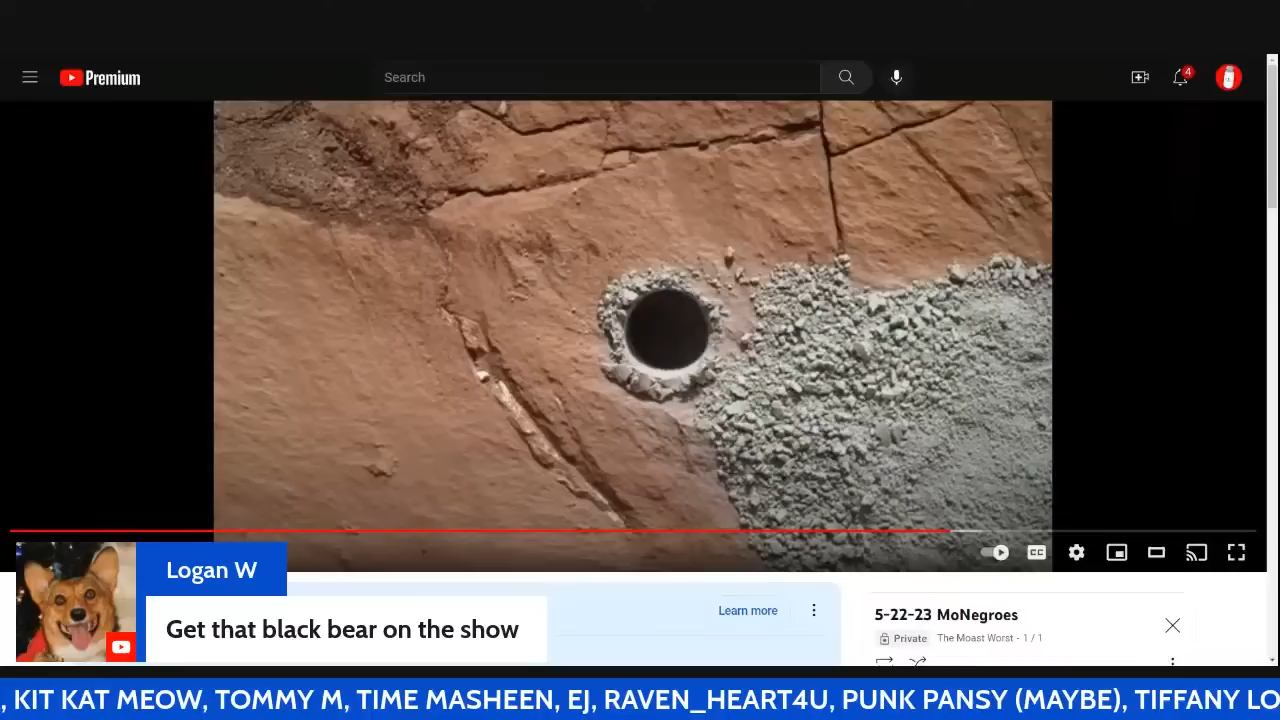 Premium
Search
4
Logan W
Get that black bear on the show
Learn more
5-22-23 MoNegroes
Private The Moast Worst - 1 / 1
CC
, KIT KAT MEOW, TOMMY M, TIME MASHEEN, EJ, RAVEN_HEART4U, PUNK PANSY (MAYBE), TIFFANY LO